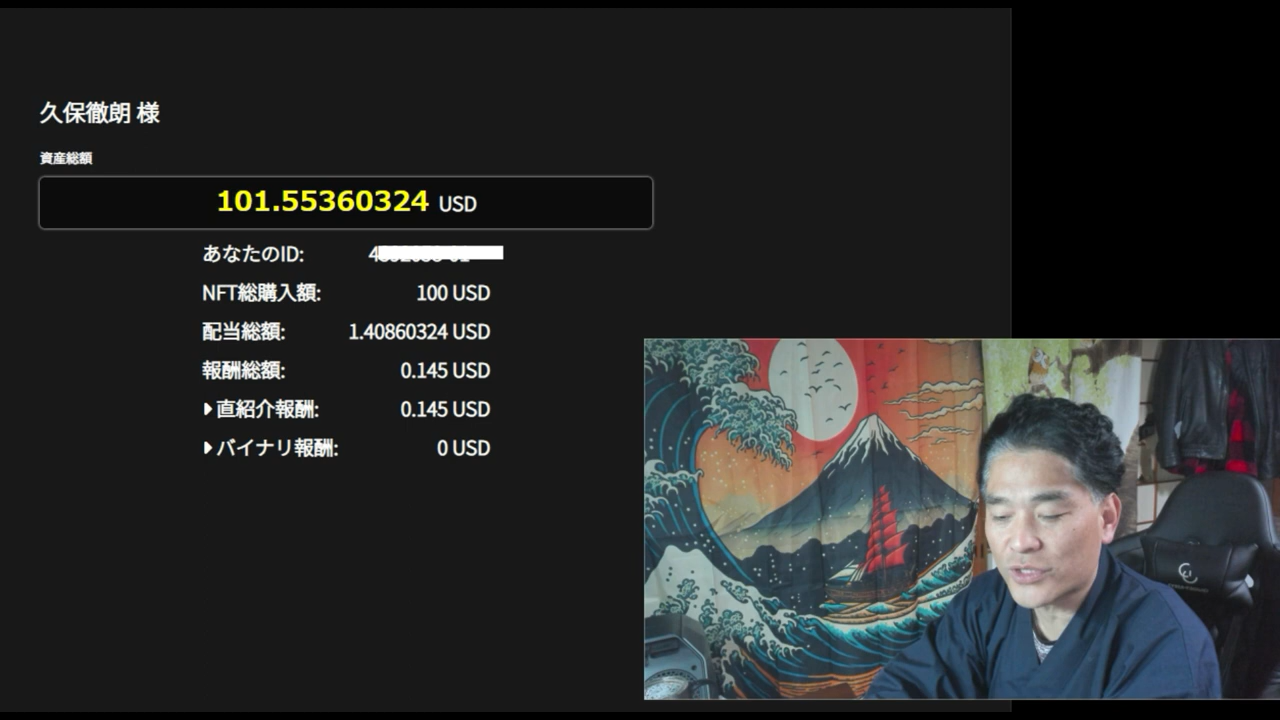 久保徹朗 様
資産総額
101.55360324 USD
あなたのID: 4
NFT総購入額: 100 USD
配当総額: 1.40860324 USD
報酬総額: 0.145 USD
直紹介報酬: 0.145 USD
バイナリ報酬: 0 USD